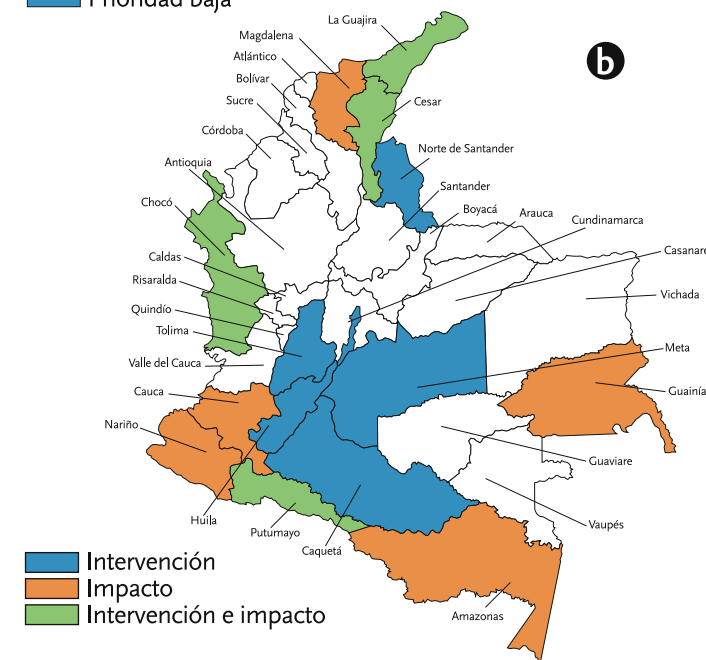 Prioridad baja
b
La Guajira
Magdalena
Atlántico
Bolívar
Sucre
Cesar
Córdoba
Norte de Santander
Antioquia
Santander
Chocó
Boyacá
Arauca
Cundinamarca
Casanare
Caldas
Risaralda
Vichada
Quindío
Tolima
Meta
Valle del Cauca
Cauca
Guainía
Nariño
Guaviare
Huila
Vaupés
Putumayo
Caquetá
Amazonas
Intervención
Impacto
Intervención e impacto